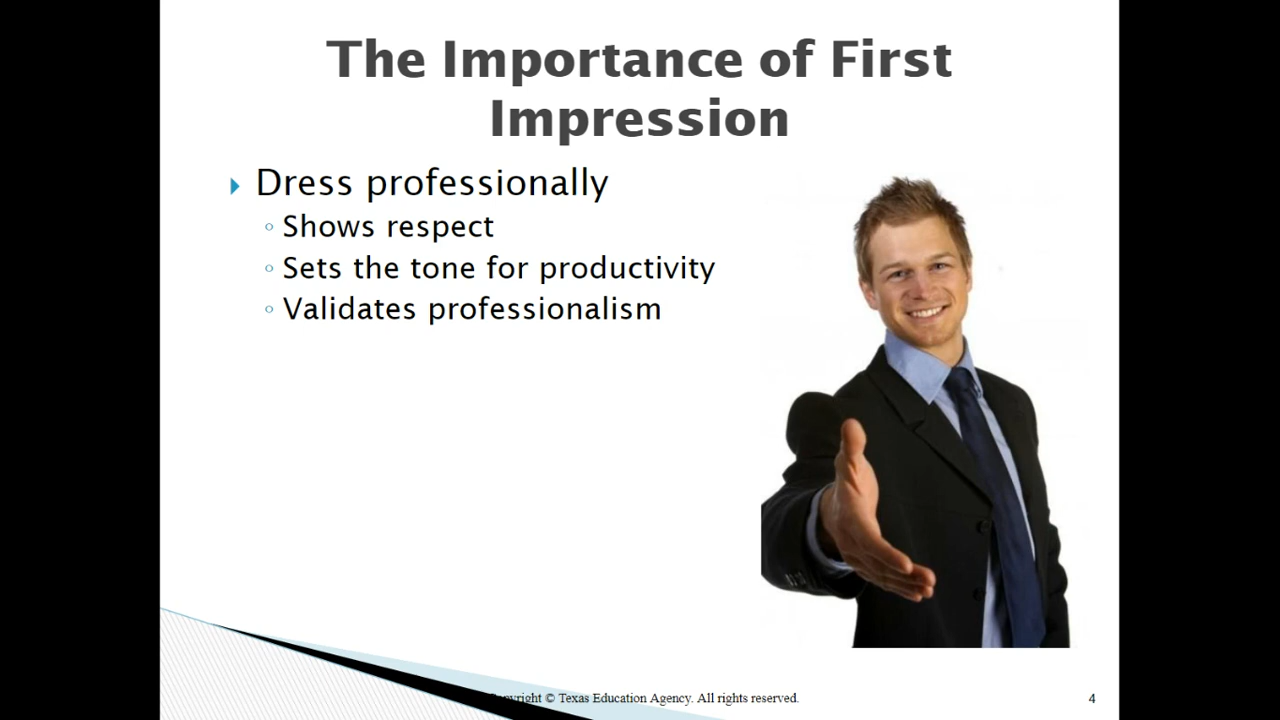 The Importance of First
Impression
Dress professionally
Shows respect
Sets the tone for productivity
Validates professionalism
© Texas Education Agency. All rights reserved.
4